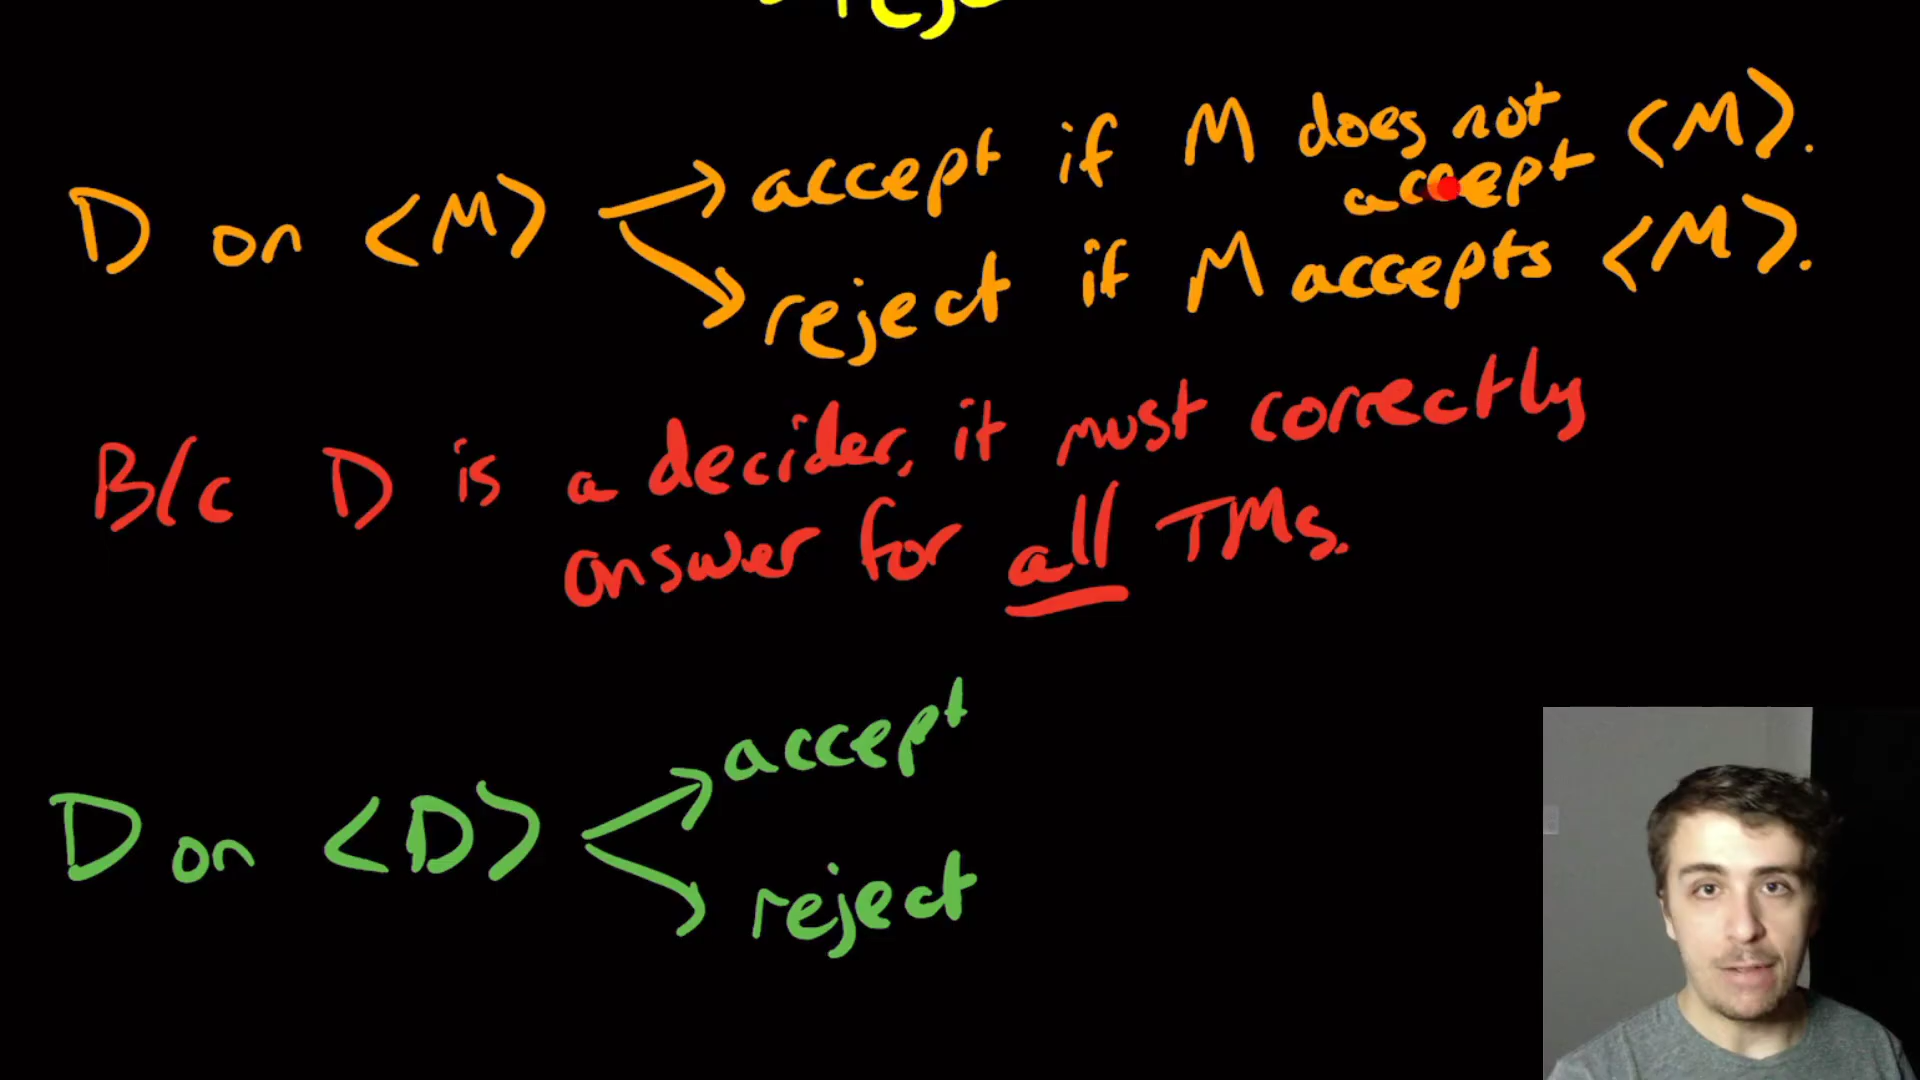 D on <M> accept if M does not accept <M>.
reject if M accepts <M>.
B/c D is a decider, it must correctly
answer for all TMs.
D on <D> accept
reject